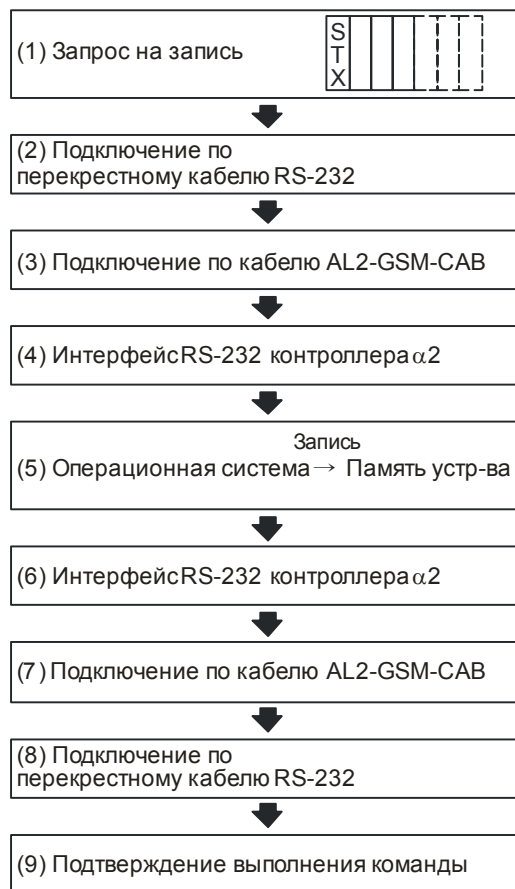 (1) Запрос на запись
S
T
X
(2) Подключение по
перекрестному кабелю RS-232
(3) Подключение по кабелю AL2-GSM-CAB
(4) Интерфейс RS-232 контроллера α2
Запись
(5) Операционная система → Память устр-ва
(6) Интерфейс RS-232 контроллера α2
(7) Подключение по кабелю AL2-GSM-CAB
(8) Подключение по
перекрестному кабелю RS-232
(9) Подтверждение выполнения команды